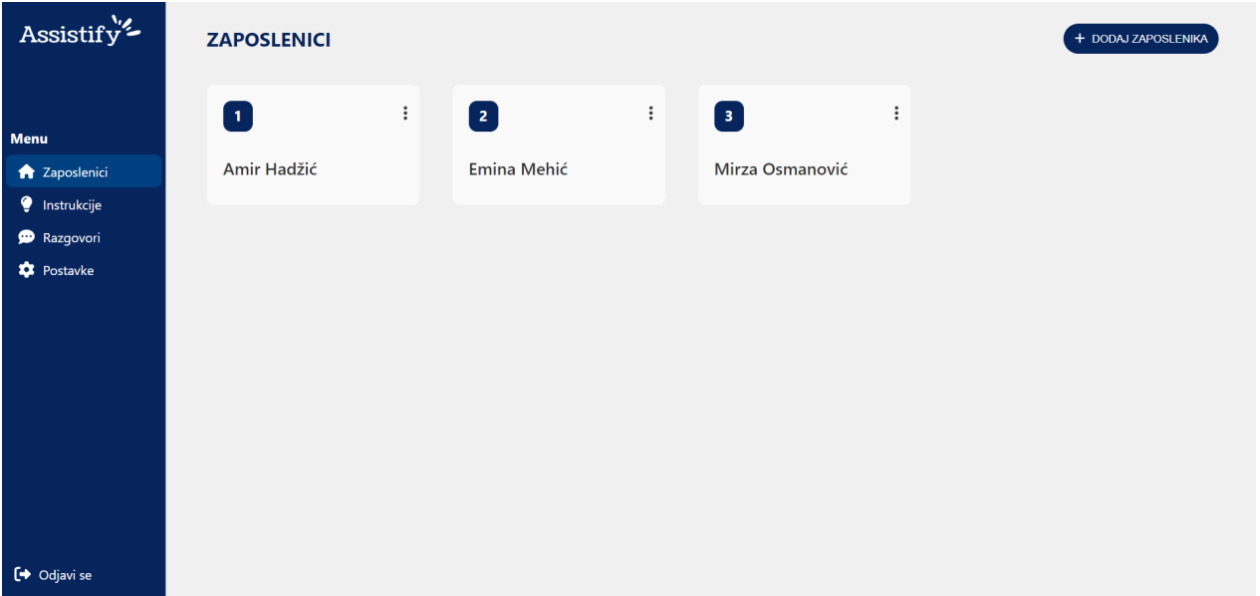 Assistify
ZAPOSLENICI
+ DODAJ ZAPOSLENIKA
Menu
Zaposlenici
Instrukcije
Razgovori
Postavke
Odjavi se
1
Amir Hadžić
2
Emina Mehić
3
Mirza Osmanović